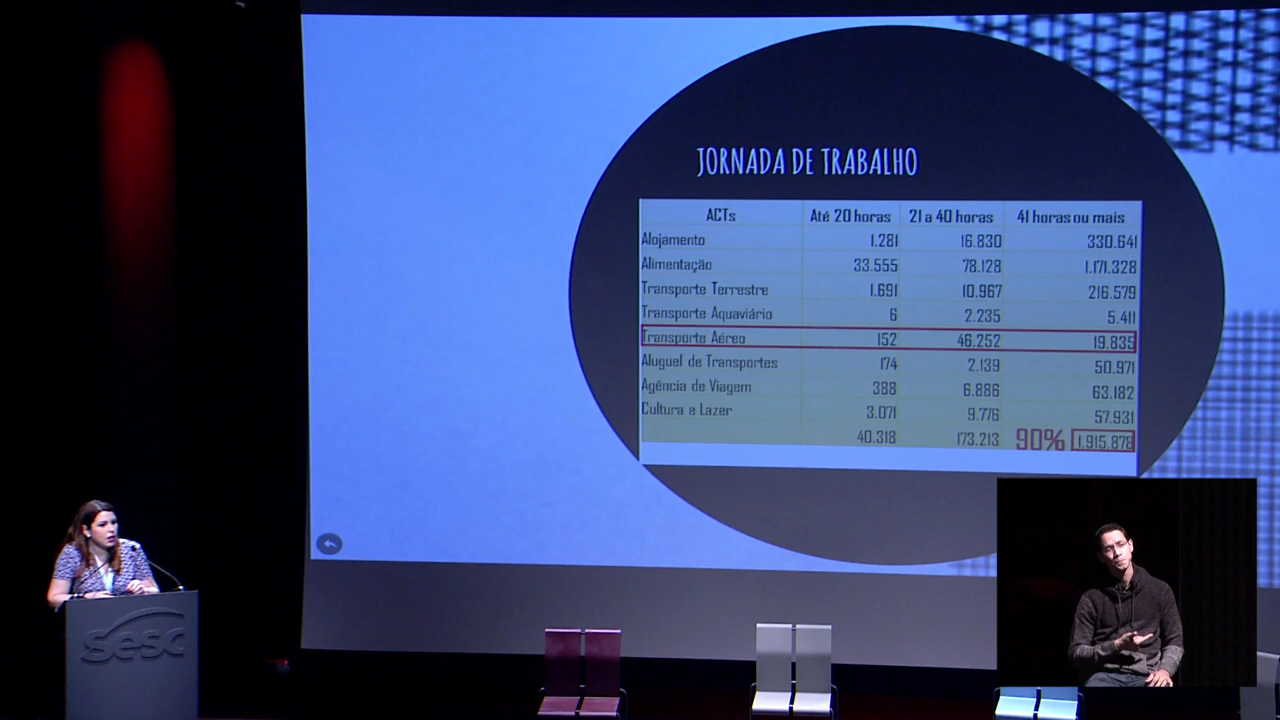 JORNADA DE TRABALHO
ACTs Até 20 horas 21 a 40 horas 41 horas ou mais
Alojamento 1.281 16.830 330.641
Alimentação 33.555 78.128 1.171.328
Transporte Terrestre 1.691 10.967 216.579
Transporte Aquaviário 6 2.235 5.411
Transporte Aéreo 152 46.252 19.835
Aluguel de Transportes 174 2.139 50.971
Agência de Viagem 388 6.886 63.182
Cultura e Lazer 3.071 9.776 57.931
40.318 173.213 90% 1.915.878
sesc